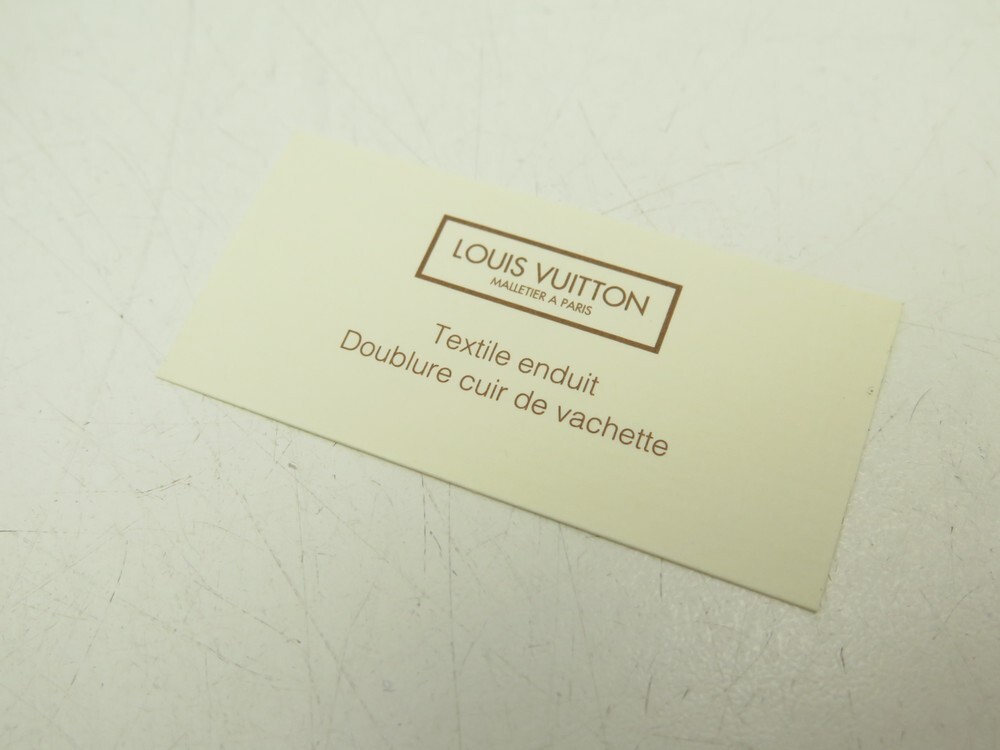 LOUIS VUITTON
MALLETIER A PARIS
Textile enduit
Doublure cuir de vachette